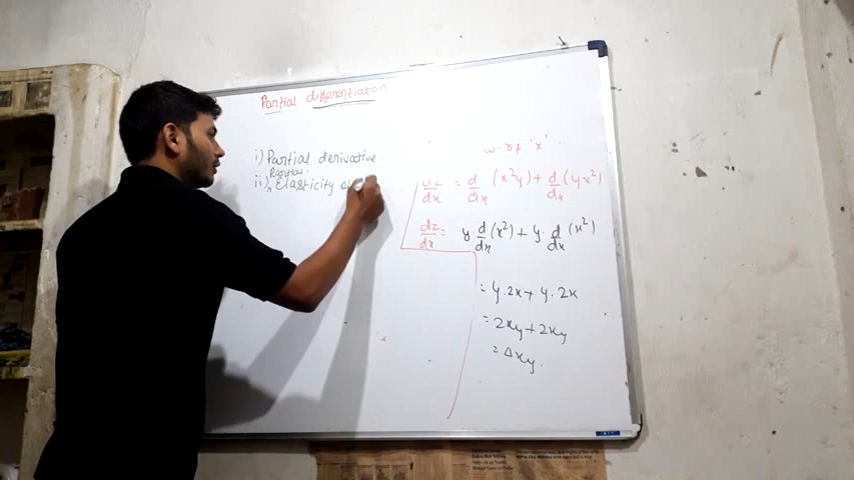 Partial differentiation
i) Partial derivative
Partial
ii) Elasticity
w.r.t 'x'
dz/dx = d/dx (x²y) + d/dx (yx²)
dz/dx = y. d/dx (x²) + y. d/dx (x²)
= y.2x + y.2x
= 2xy + 2xy
= 4xy.